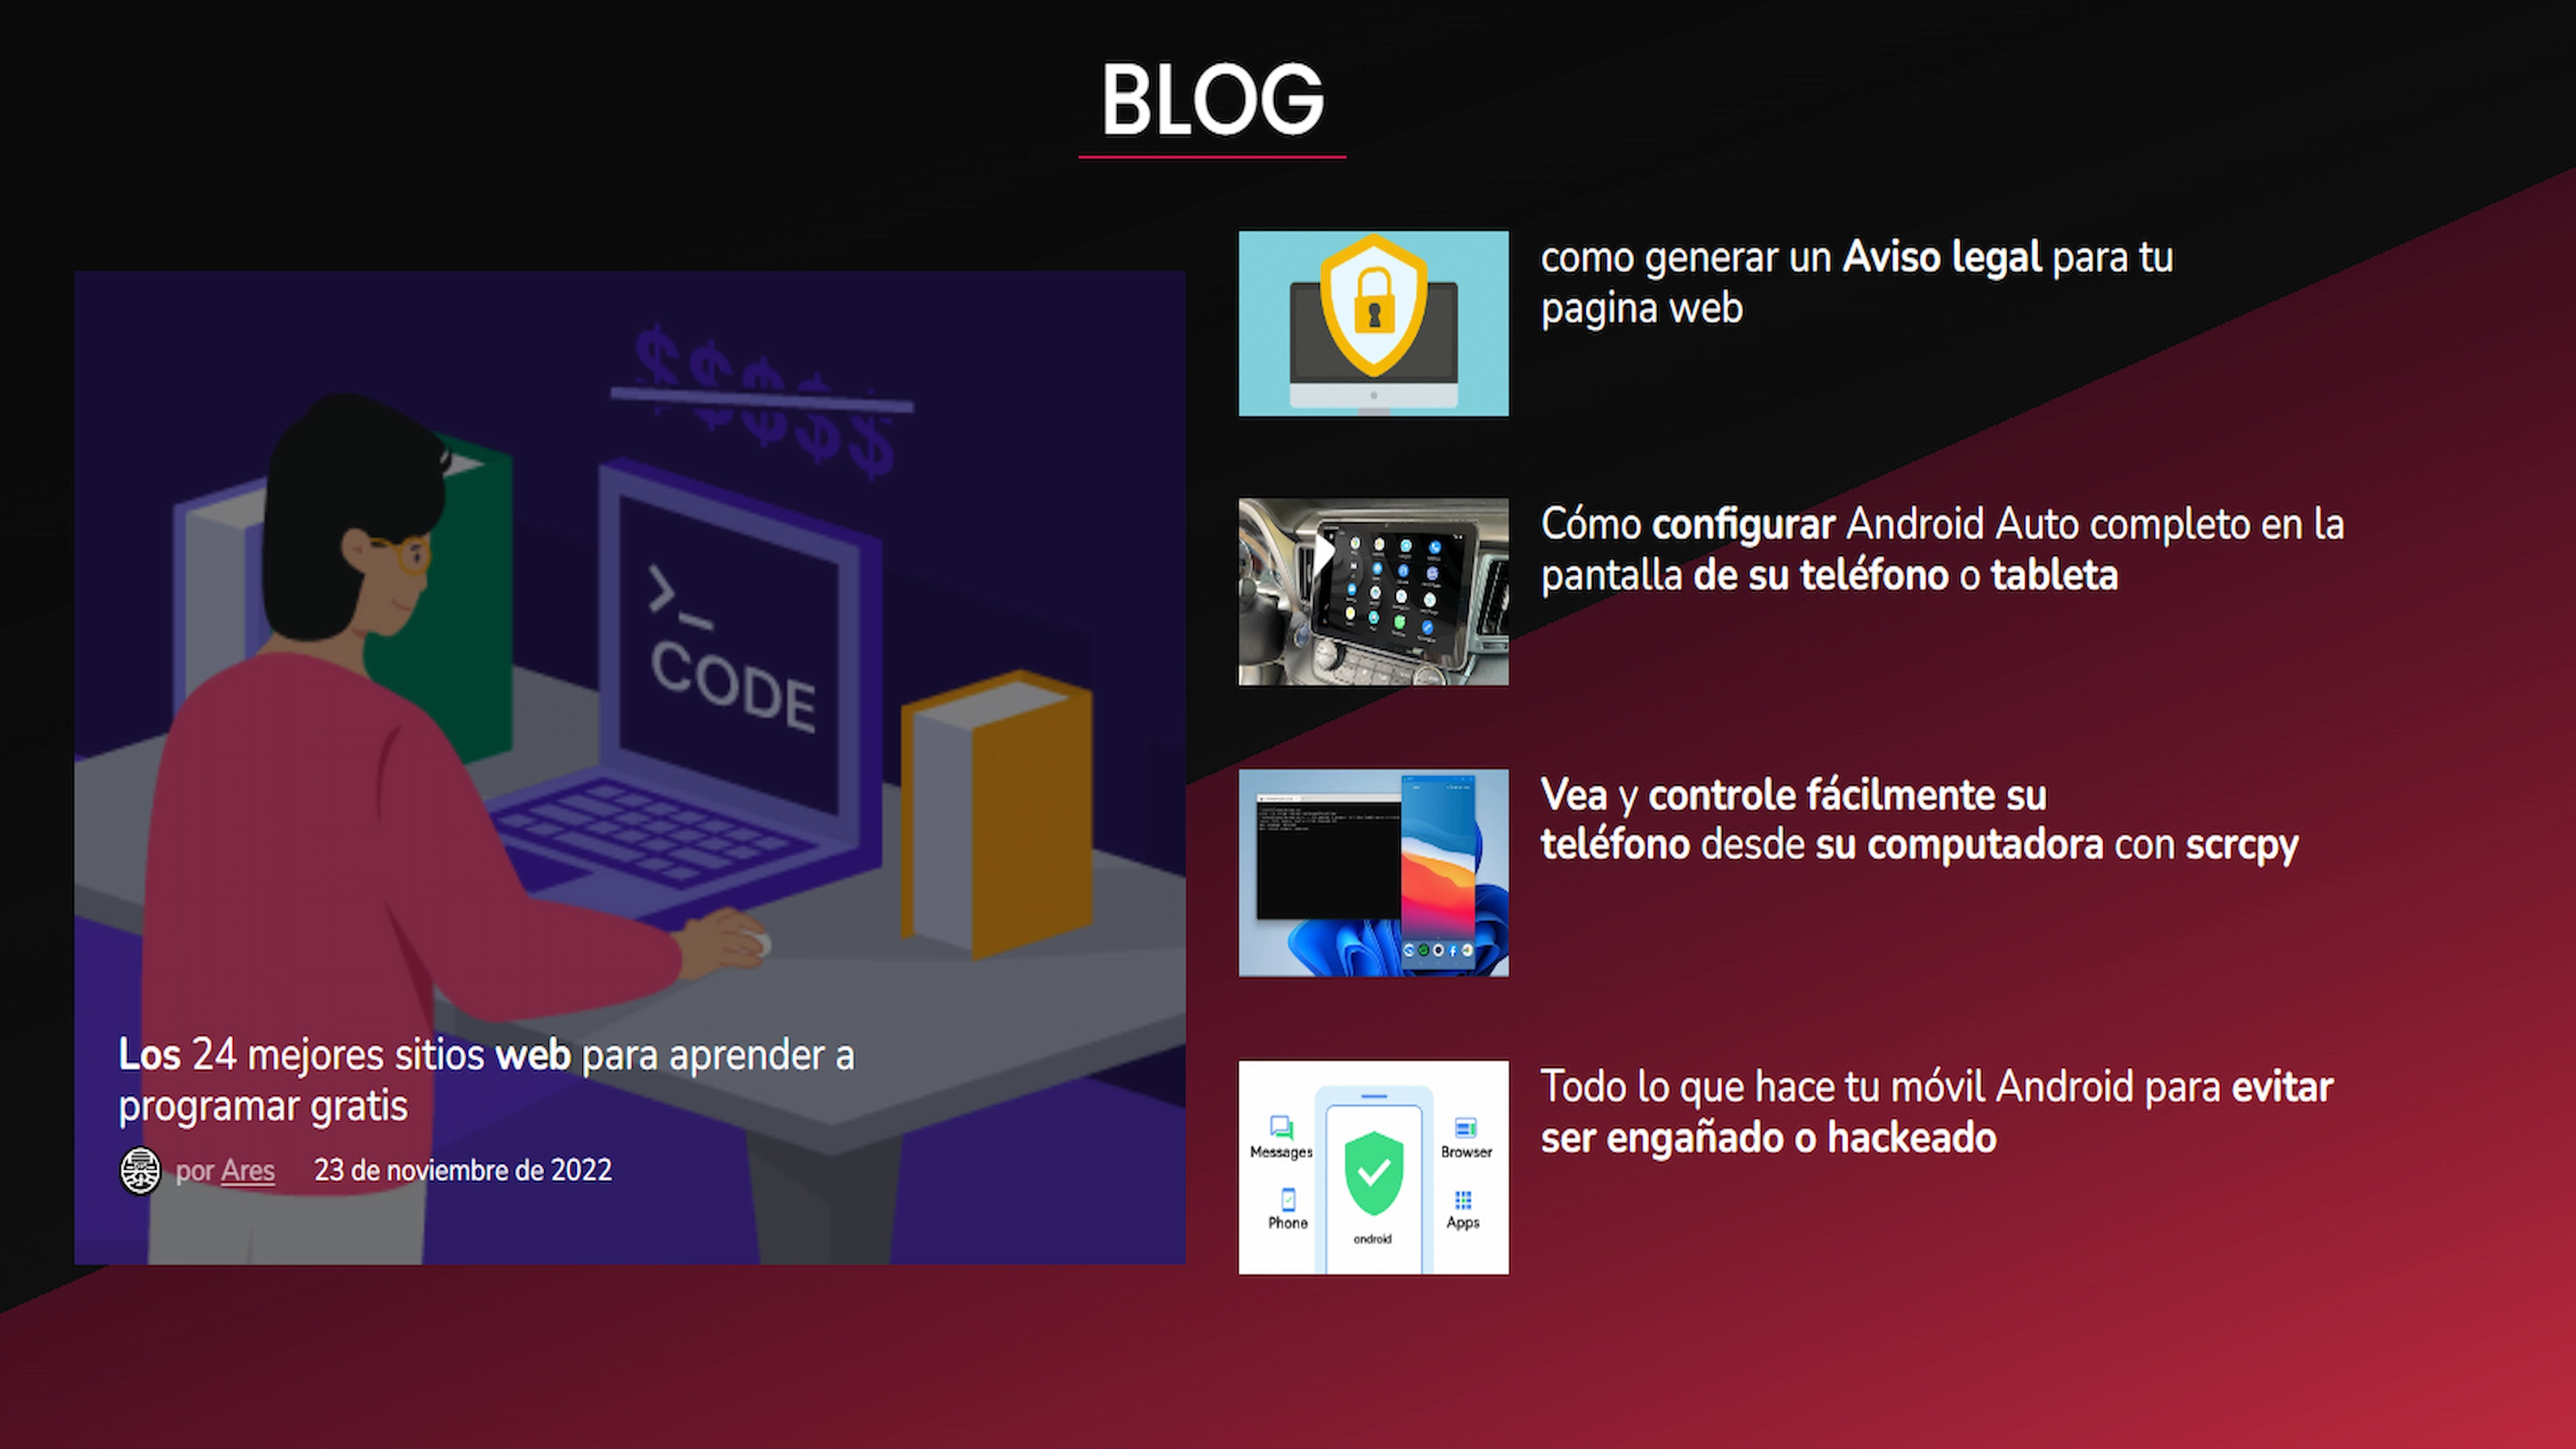 BLOG
$$$$$
>_
CODE
Los 24 mejores sitios web para aprender a
programar gratis
por Ares 23 de noviembre de 2022
como generar un Aviso legal para tu
pagina web
Cómo configurar Android Auto completo en la
pantalla de su teléfono o tableta
Vea y controle fácilmente su
teléfono desde su computadora con scrcpy
Messages
Browser
Phone
Apps
android
Todo lo que hace tu móvil Android para evitar
ser engañado o hackeado